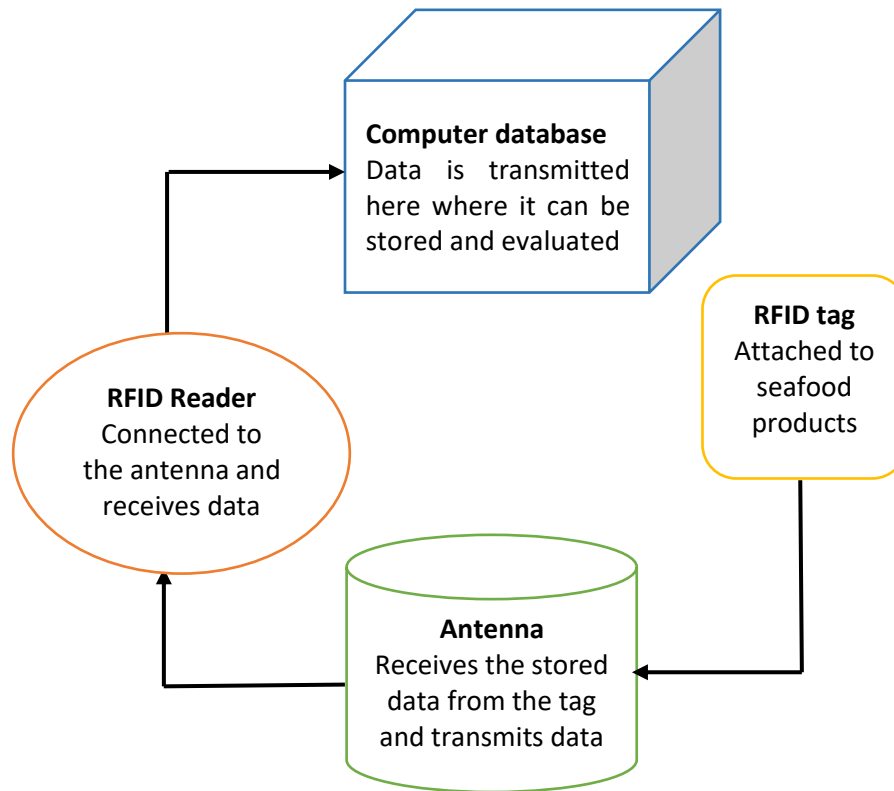 Computer database
Data is transmitted
here where it can be
stored and evaluated
RFID tag
Attached to
seafood
products
RFID Reader
Connected to
the antenna and
receives data
Antenna
Receives the stored
data from the tag
and transmits data